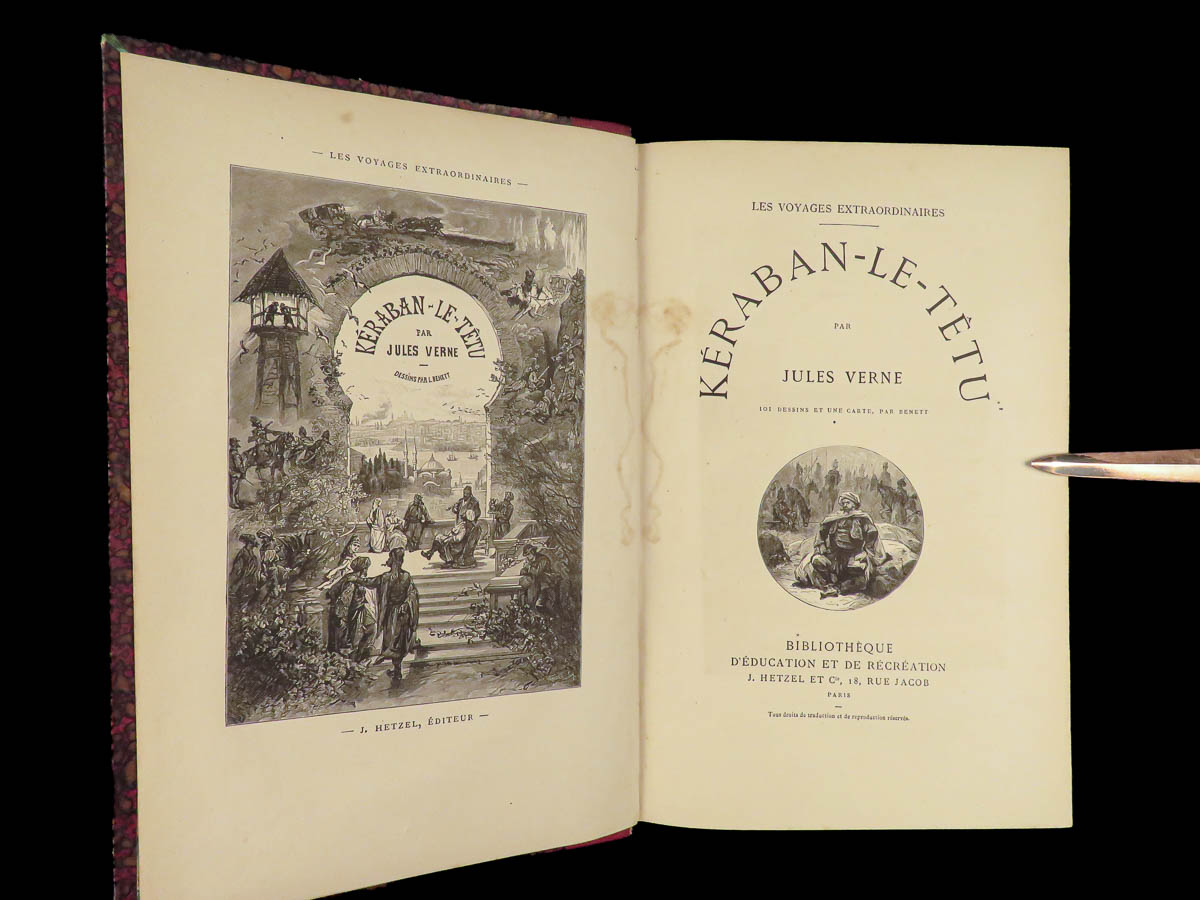 — LES VOYAGES EXTRAORDINAIRES —
KÉRABAN-LE-TÊTU
PAR
JULES VERNE
DESSINS PAR L. BENETT
— J. HETZEL, ÉDITEUR —
LES VOYAGES EXTRAORDINAIRES
KÉRABAN-LE-TÊTU
PAR
JULES VERNE
101 DESSINS ET UNE CARTE, PAR BENETT
BIBLIOTHÈQUE
D'ÉDUCATION ET DE RÉCRÉATION
J. HETZEL ET Cie, 18, RUE JACOB
PARIS
Tous droits de traduction et de reproduction réservés.